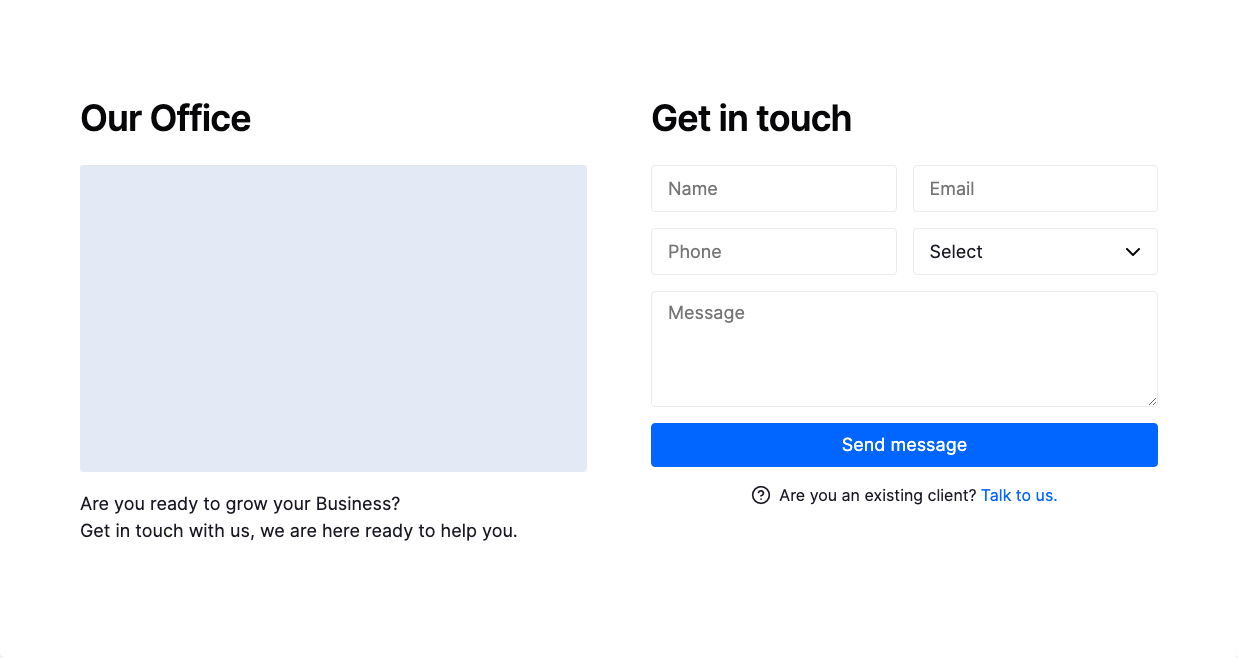 Our Office
Are you ready to grow your Business?
Get in touch with us, we are here ready to help you.
Get in touch
Name
Email
Phone
Select
Message
Send message
Are you an existing client? Talk to us.